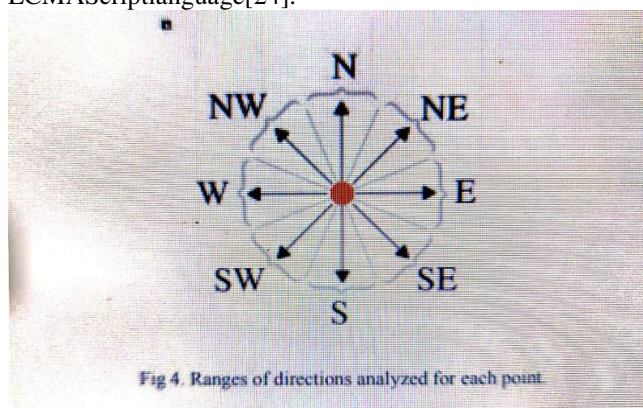 ECMAScriptlanguage[24].
N
NW NE
W E
SW SE
S
Fig 4. Ranges of directions analyzed for each point.